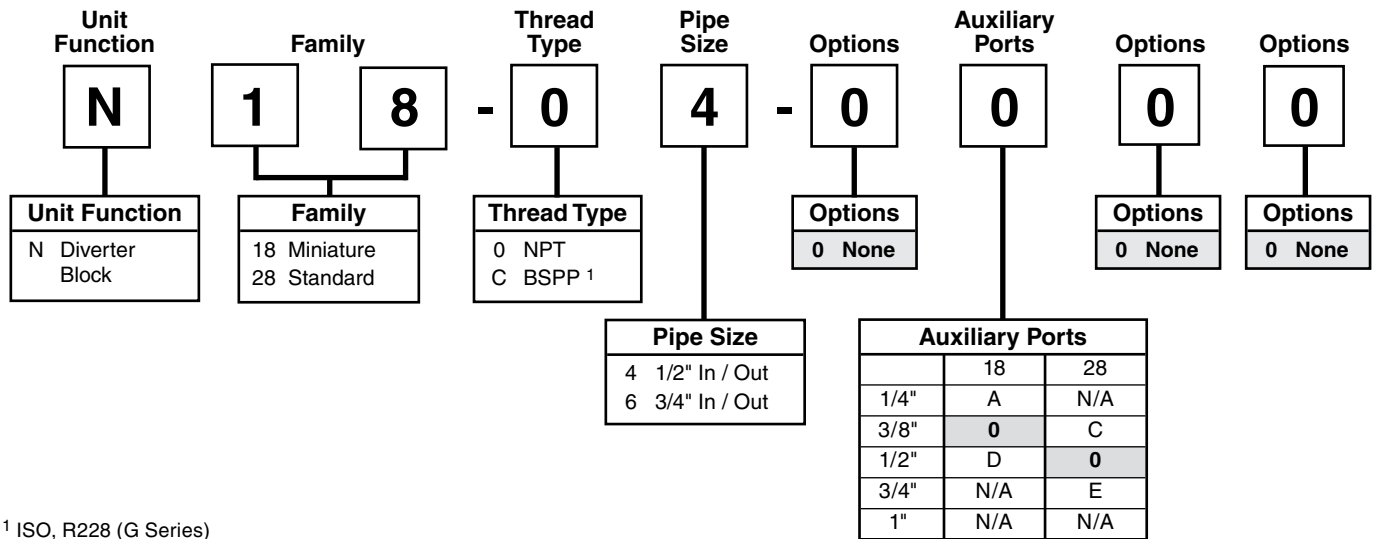 Unit Function Family Thread Type Pipe Size Options Auxiliary Ports Options Options
N 1 8 - 0 4 - 0 0 0 0
Unit Function
N Diverter
Block
Family
18 Miniature
28 Standard
Thread Type
0 NPT
C BSPP 1
Options
0 None
Options
0 None
Options
0 None
Pipe Size
4 1/2" In / Out
6 3/4" In / Out
Auxiliary Ports
18 28
1/4" A N/A
3/8" 0 C
1/2" D 0
3/4" N/A E
1" N/A N/A
1 ISO, R228 (G Series)